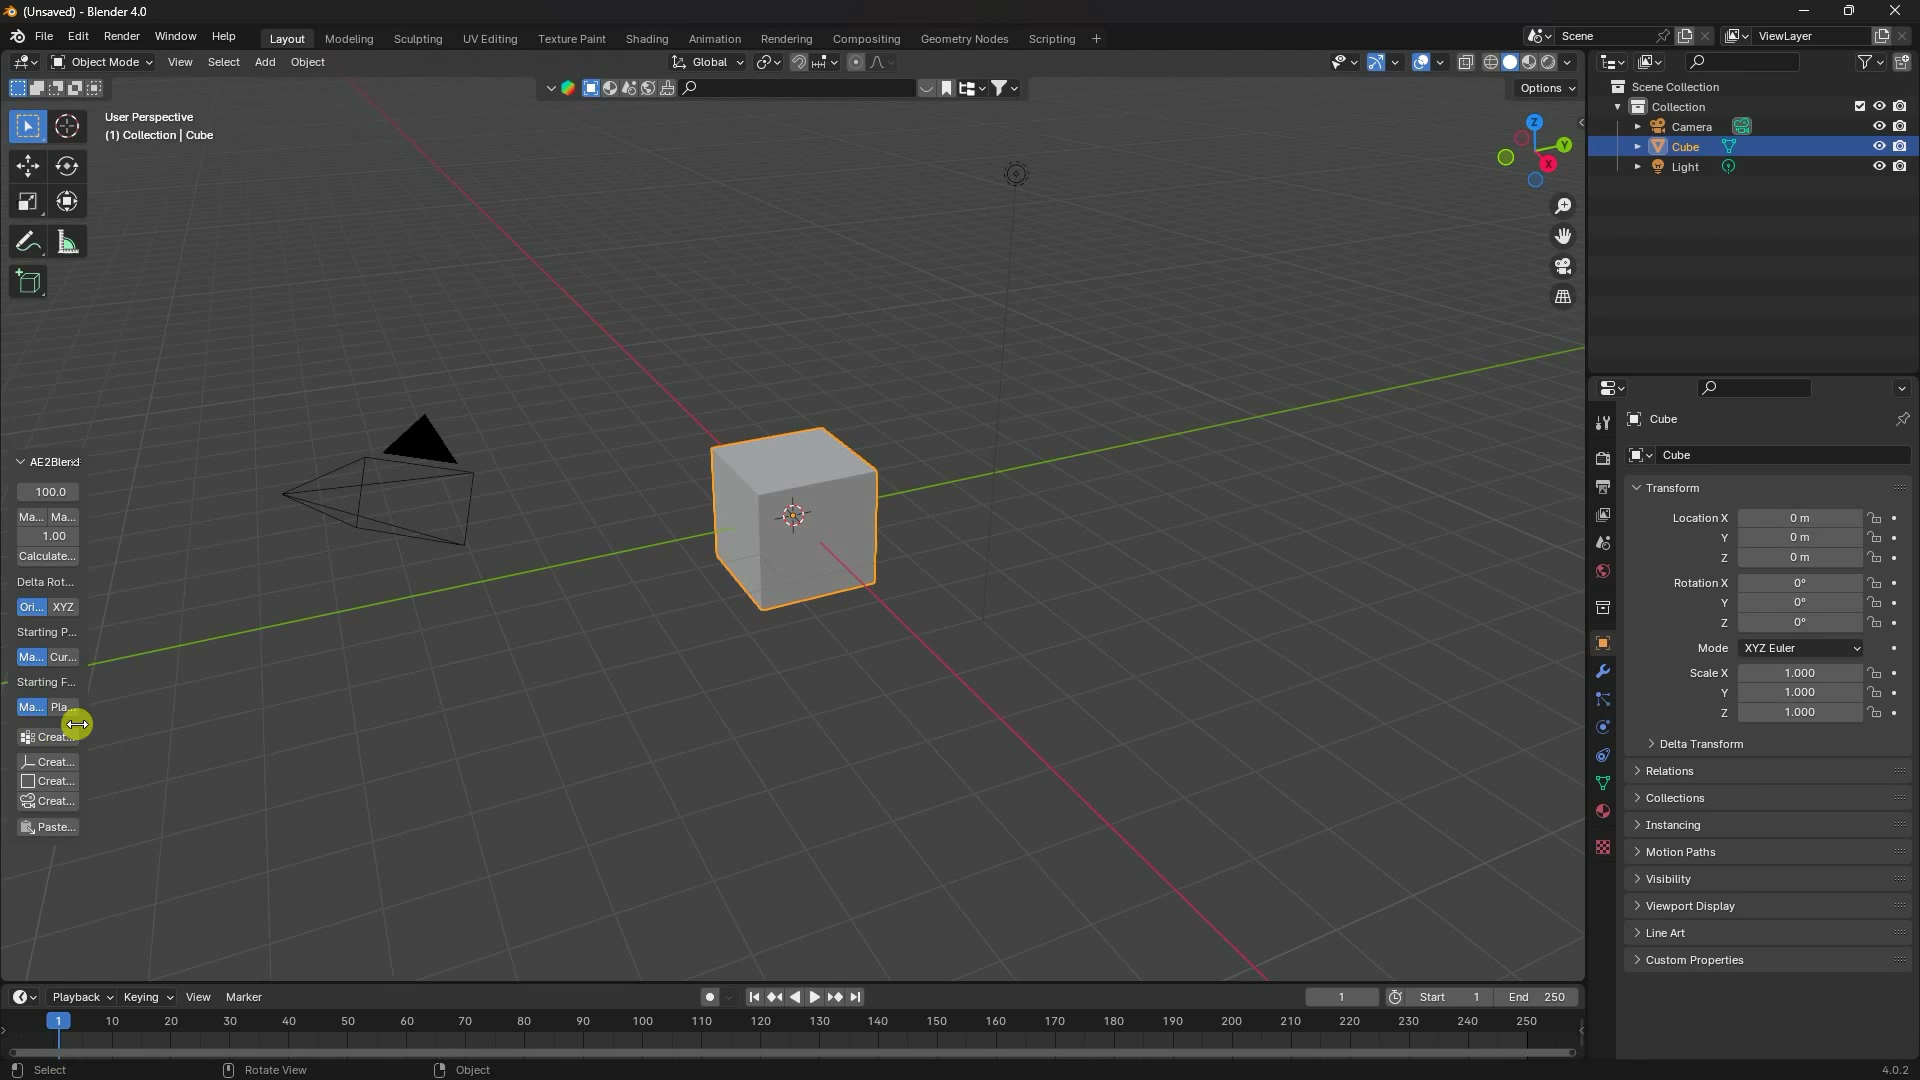 (Unsaved) - Blender 4.0
File Edit Render Window Help
Layout Modeling Sculpting UV Editing Texture Paint Shading Animation Rendering Compositing Geometry Nodes Scripting +
Scene
ViewLayer
Object Mode View Select Add Object
Global
Options
User Perspective
(1) Collection | Cube
Z
Y
X
Scene Collection
Collection
Camera
Cube
Light
AE2Blend
100.0
Ma... Ma...
1.00
Calculate...
Delta Rot...
Ori... XYZ
Starting P...
Ma... Cur...
Starting F...
Ma... Pla...
Creat...
Creat...
Creat...
Creat...
Paste...
Cube
Cube
Transform
Location X 0 m
Y 0 m
Z 0 m
Rotation X 0°
Y 0°
Z 0°
Mode XYZ Euler
Scale X 1.000
Y 1.000
Z 1.000
Delta Transform
Relations
Collections
Instancing
Motion Paths
Visibility
Viewport Display
Line Art
Custom Properties
Playback Keying View Marker
1 Start 1 End 250
1 10 20 30 40 50 60 70 80 90 100 110 120 130 140 150 160 170 180 190 200 210 220 230 240 250
Select Rotate View Object 4.0.2